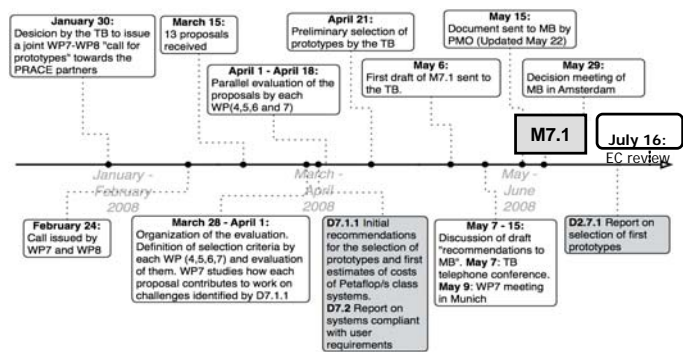 January 30:
Desicion by the TB to issue
a joint WP7-WP8 "call for
prototypes" towards the
PRACE partners
March 15:
13 proposals
received
April 1 - April 18:
Parallel evaluation of the
proposals by each
WP(4,5,6 and 7)
April 21:
Preliminary selection of
prototypes by the TB
May 6:
First draft of M7.1 sent to
the TB.
May 15:
Document sent to MB by
PMO (Updated May 22)
May 29:
Decision meeting of
MB in Amsterdam
M7.1
July 16:
EC review
January -
February
2008
March -
April
2008
May -
June
2008
February 24:
Call issued by
WP7 and WP8
March 28 - April 1:
Organization of the evaluation.
Definition of selection criteria by
each WP (4,5,6,7) and evaluation
of them. WP7 studies how each
proposal contributes to work on
challenges identified by D7.1.1
D7.1.1 Initial
recommendations
for the selection of
prototypes and first
estimates of costs
of Petaflop/s class
systems.
D7.2 Report on
systems compliant
with user
requirements
May 7 - 15:
Discussion of draft
"recommendations to
MB". May 7: TB
telephone conference.
May 9: WP7 meeting
in Munich
D2.7.1 Report on
selection of first
prototypes